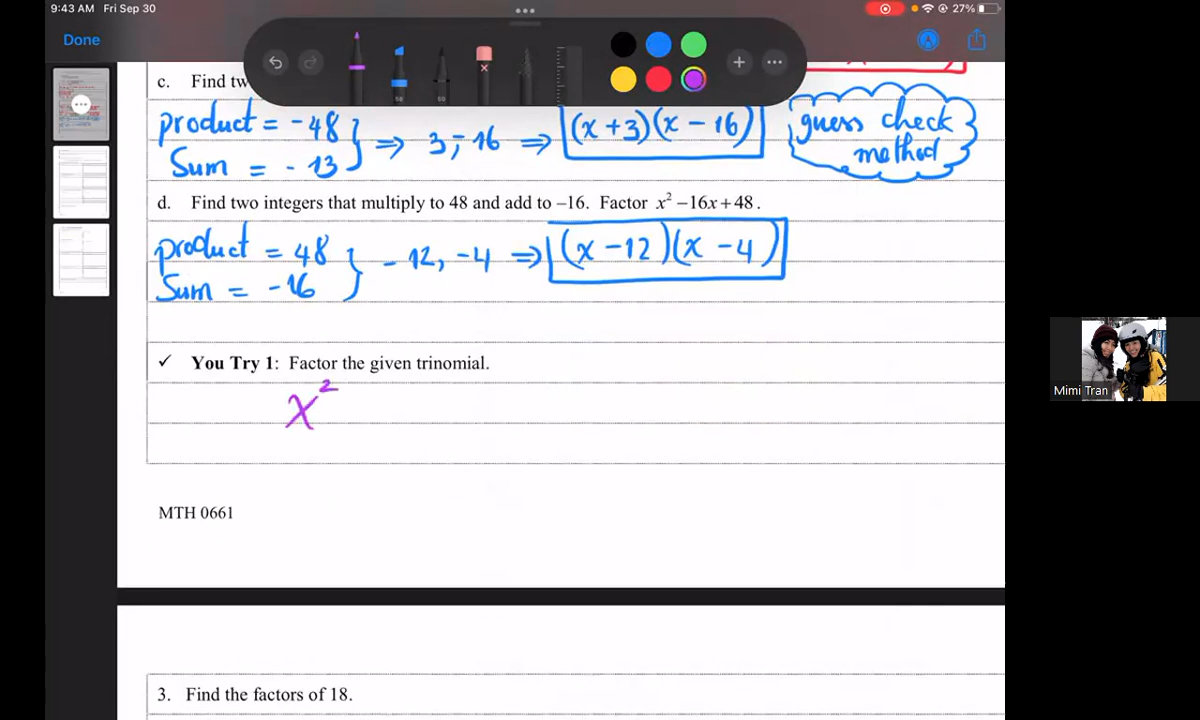 9:43 AM Fri Sep 30
27%
Done
c. Find tw
product = -48
Sum = - 13
} ⇒ 3, -16 ⇒ (x + 3)(x - 16)
guess check
method
d. Find two integers that multiply to 48 and add to –16. Factor x² –16x + 48 .
product = 48
Sum = -16
} - 12, -4 ⇒ (x - 12)(x - 4)
✓ You Try 1: Factor the given trinomial.
x²
Mimi Tran
MTH 0661
3. Find the factors of 18.